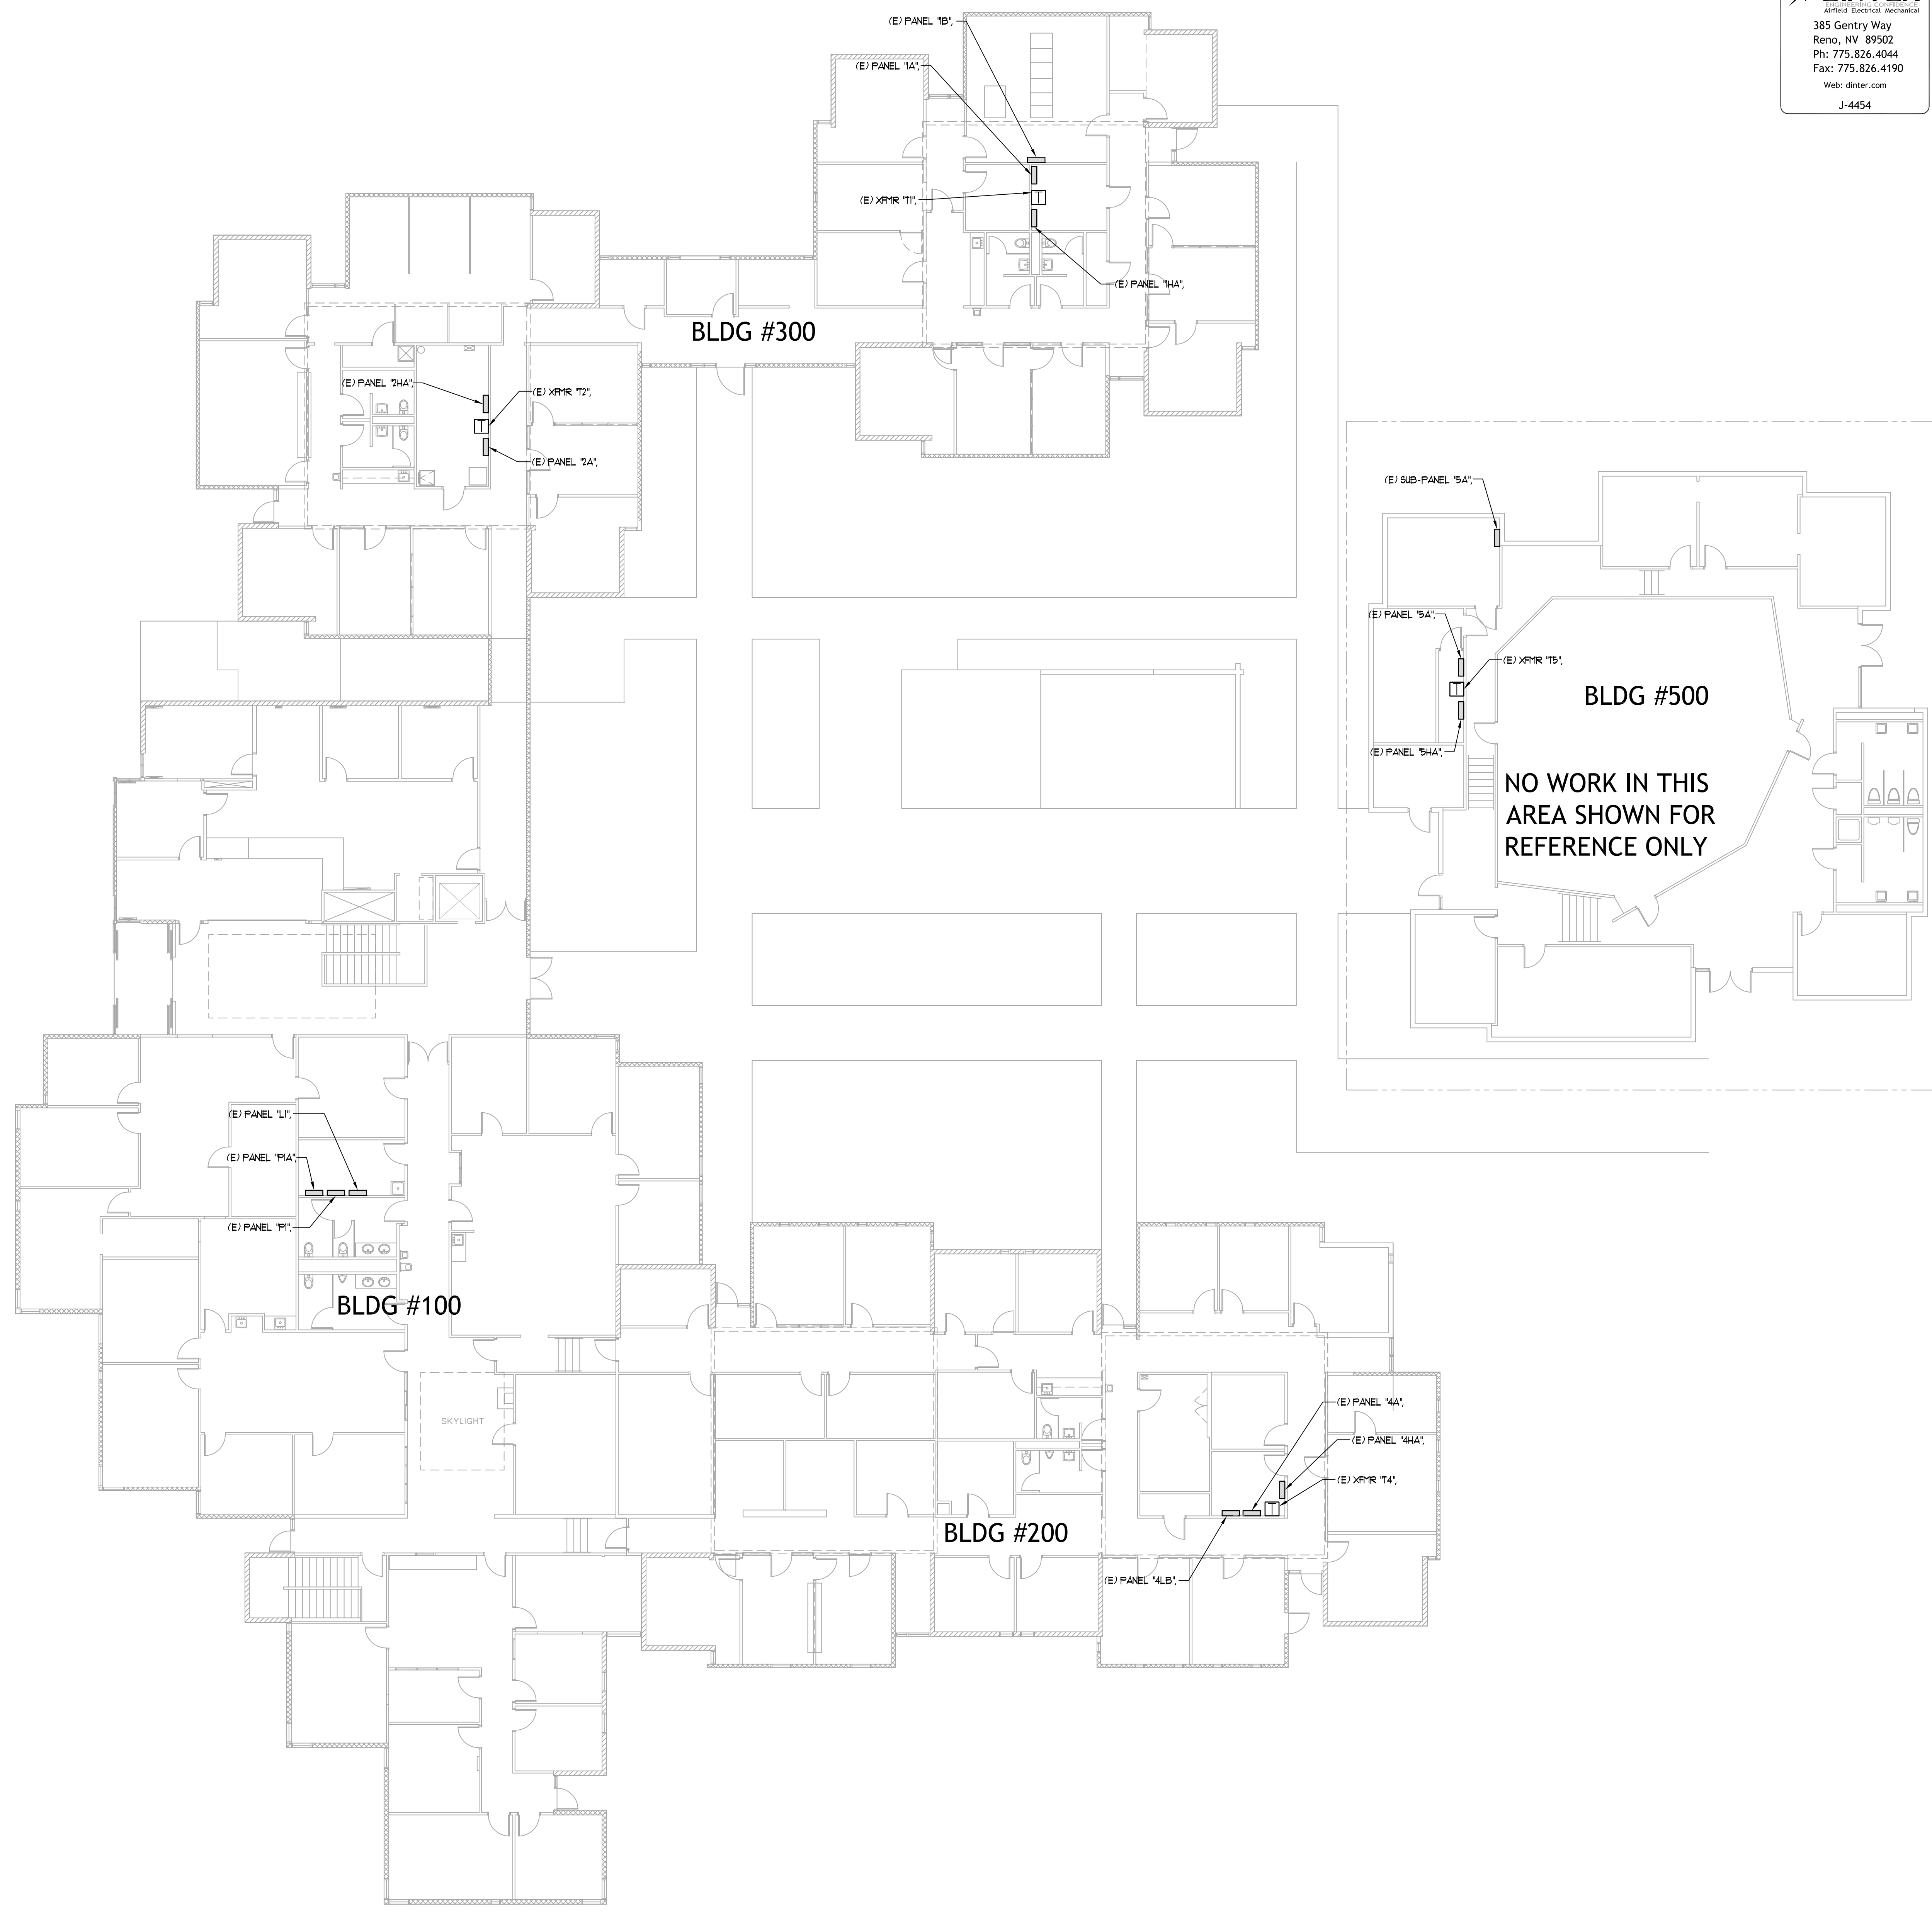 ENGINEERING CONFIDENCE
Airfield Electrical Mechanical
385 Gentry Way
Reno, NV 89502
Ph: 775.826.4044
Fax: 775.826.4190
Web: dinter.com
J-4454
(E) PANEL "1B",
(E) PANEL "1A",
(E) XFMR "T1",
(E) PANEL "1HA",
BLDG #300
(E) PANEL "2HA",
(E) XFMR "T2",
(E) PANEL "2A",
(E) SUB-PANEL "5A",
(E) PANEL "5A",
(E) XFMR "T5",
BLDG #500
(E) PANEL "5HA",
NO WORK IN THIS
AREA SHOWN FOR
REFERENCE ONLY
(E) PANEL "L1",
(E) PANEL "P1A",
(E) PANEL "P1",
BLDG #100
SKYLIGHT
(E) PANEL "4A",
(E) PANEL "4HA",
(E) XFMR "T4",
BLDG #200
(E) PANEL "4LB",